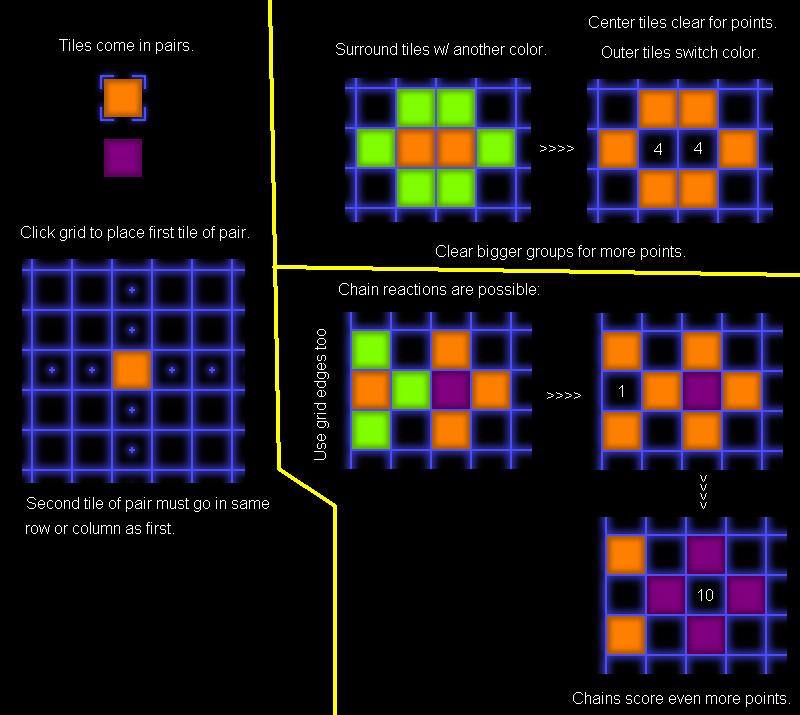 Tiles come in pairs.
Click grid to place first tile of pair.
Second tile of pair must go in same
row or column as first.
Surround tiles w/ another color.
>>>>
Center tiles clear for points.
Outer tiles switch color.
4 4
Clear bigger groups for more points.
Chain reactions are possible:
Use grid edges too
>>>>
1
>>>>
10
Chains score even more points.